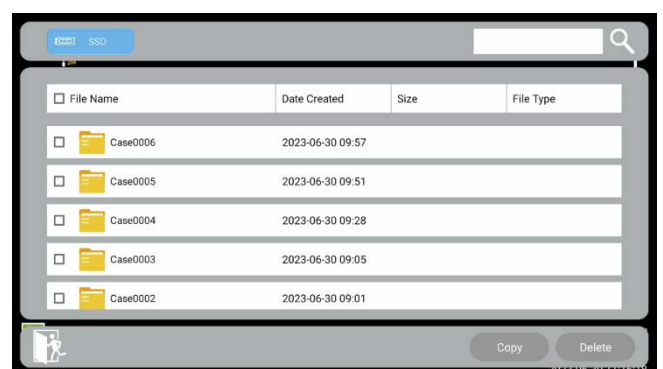 SSD
File Name Date Created Size File Type
Case0006 2023-06-30 09:57
Case0005 2023-06-30 09:51
Case0004 2023-06-30 09:28
Case0003 2023-06-30 09:05
Case0002 2023-06-30 09:01
Copy Delete